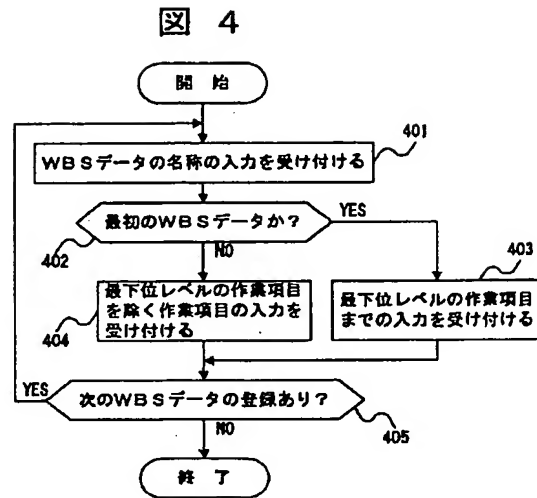 図 4
開 始
401
WBSデータの名称の入力を受け付ける
最初のWBSデータか?
YES
402
NO
403
最下位レベルの作業項目
を除く作業項目の入力を
受け付ける
404
最下位レベルの作業項目
までの入力を受け付ける
YES
次のWBSデータの登録あり?
405
NO
終 了